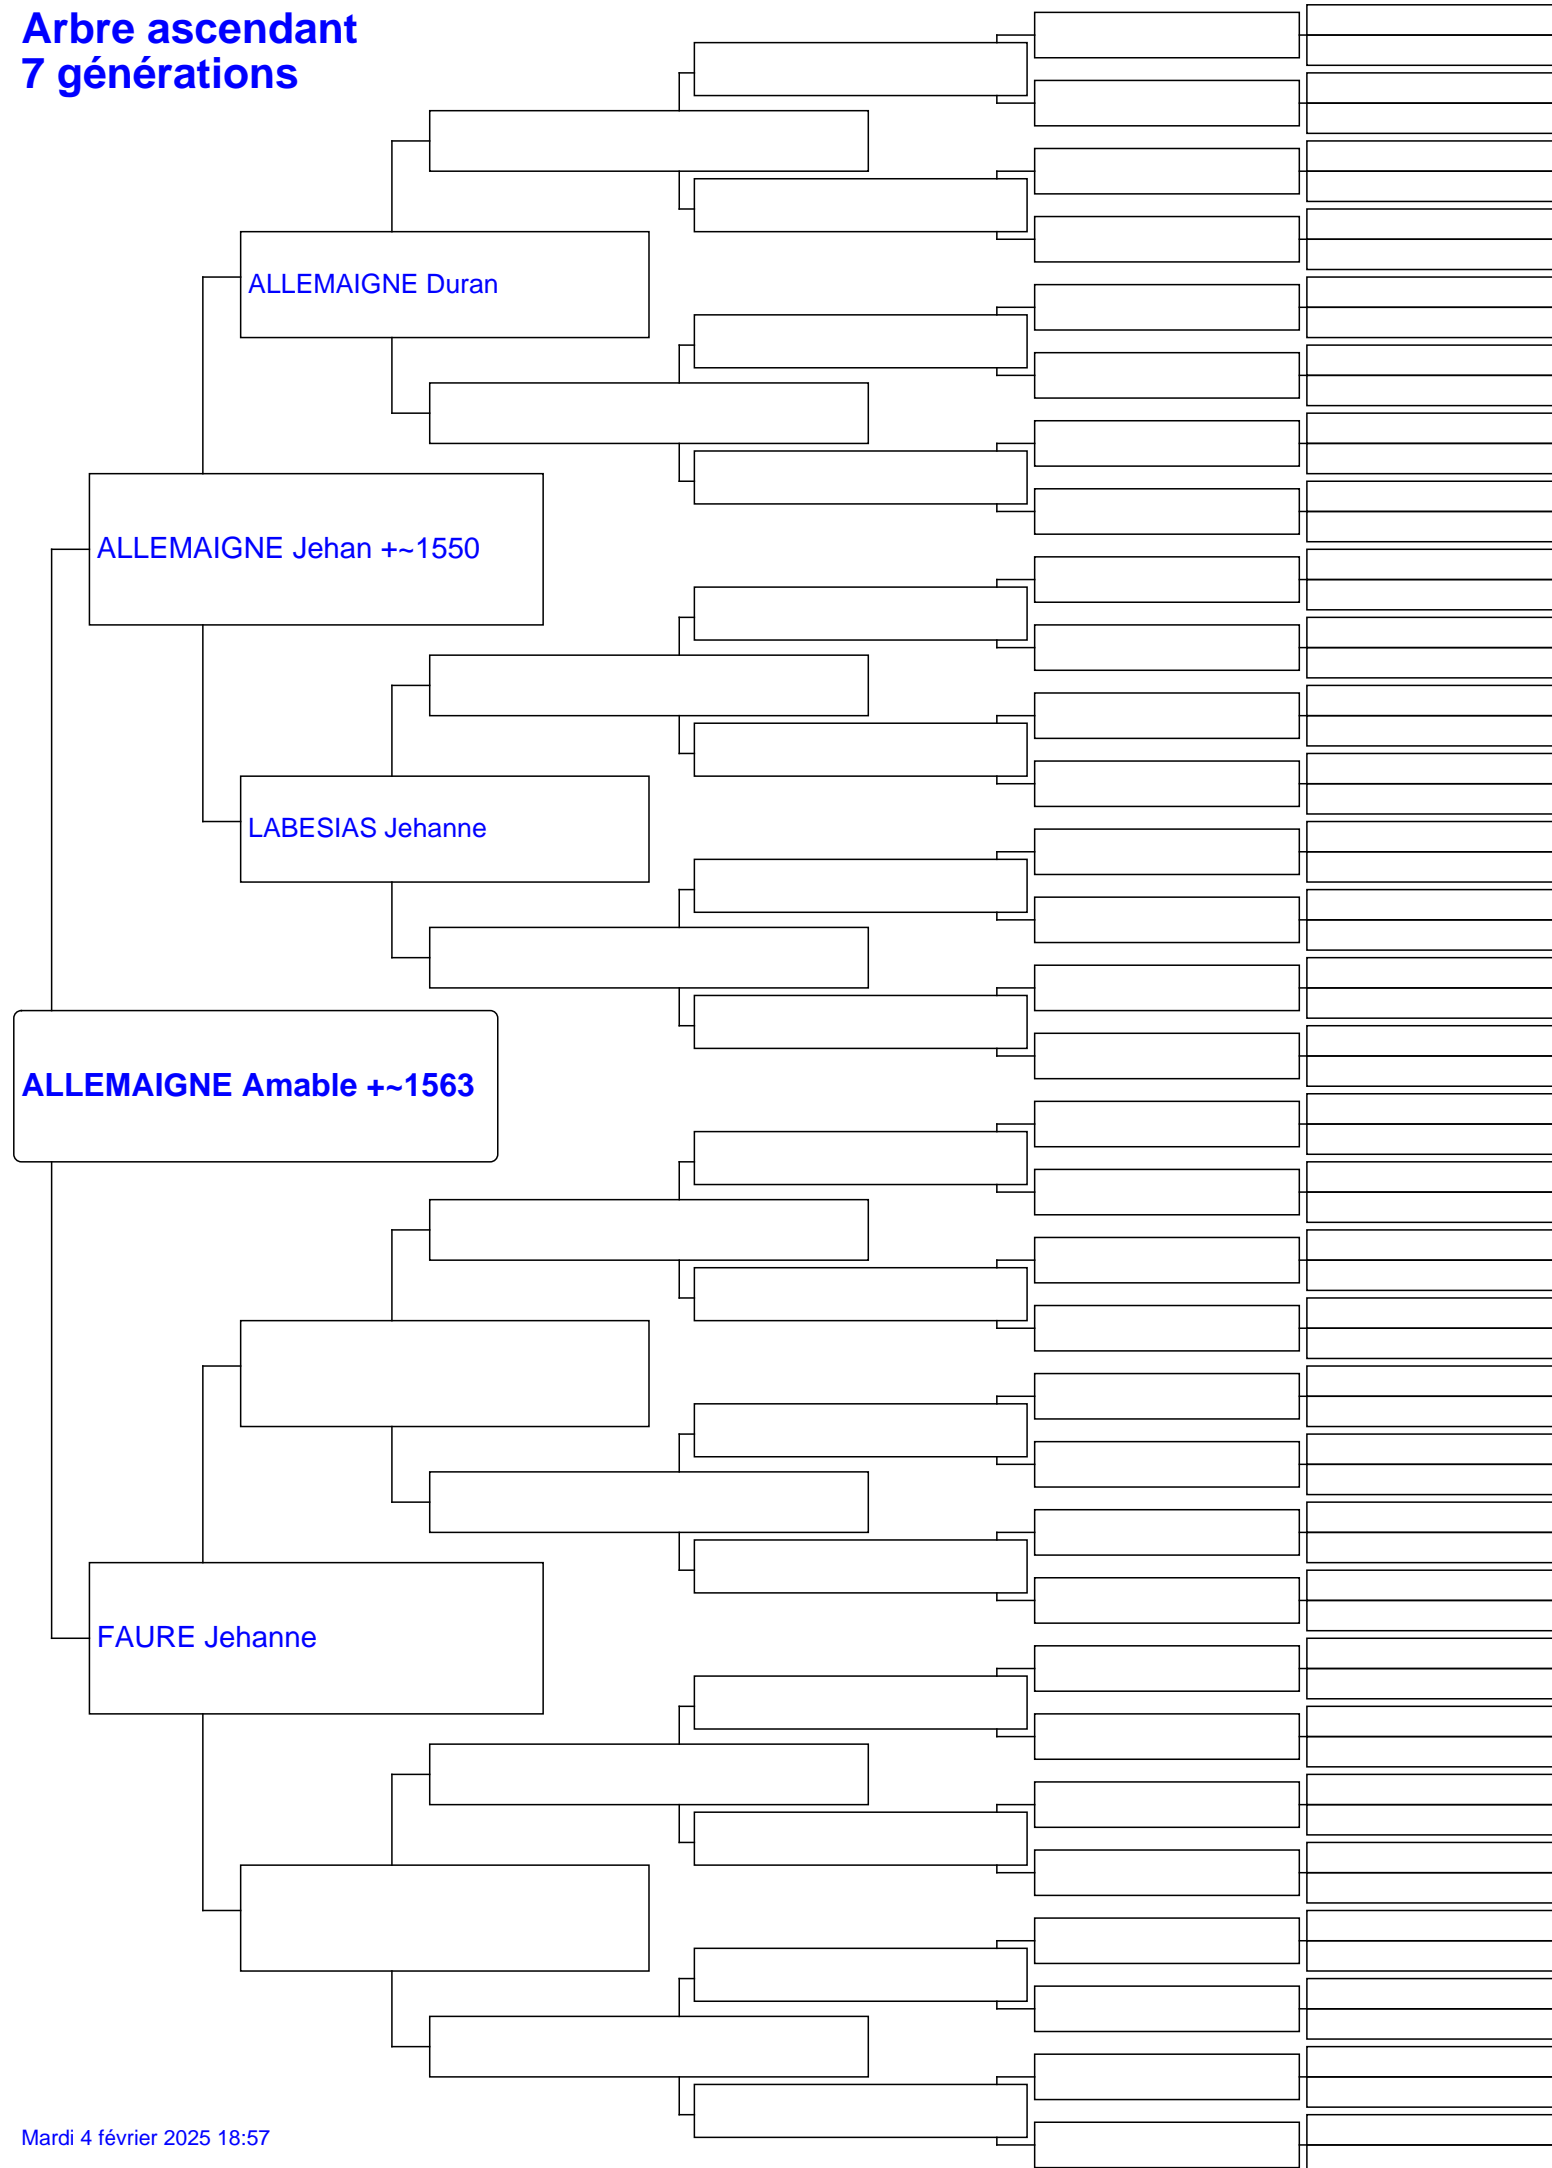 Arbre ascendant
7 générations
ALLEMAIGNE Duran
ALLEMAIGNE Jehan +~1550
LABESIAS Jehanne
ALLEMAIGNE Amable +~1563
FAURE Jehanne
Mardi 4 février 2025 18:57